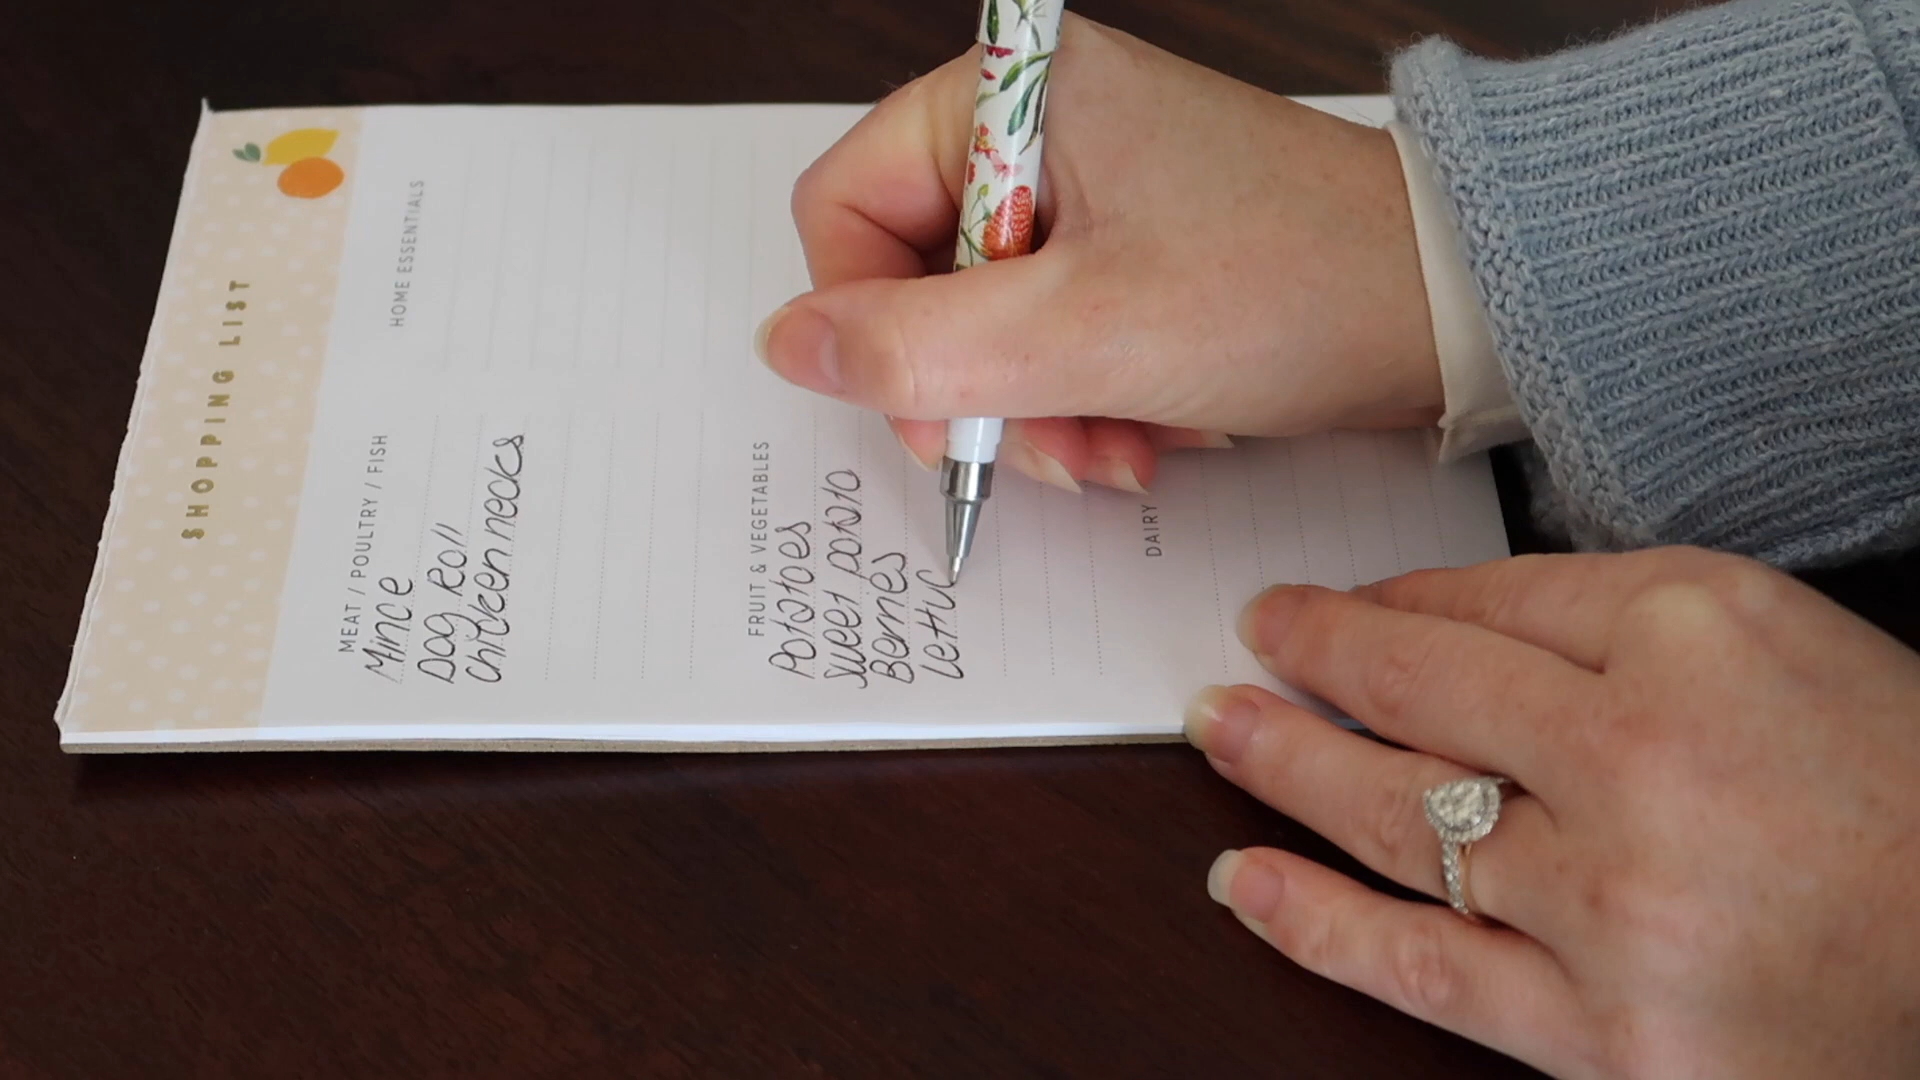 SHOPPING LIST
MEAT / POULTRY / FISH
Mince
Dog Roll
Chicken necks
HOME ESSENTIALS
FRUIT & VEGETABLES
Potatoes
Sweet potato
Berries
Lettuc
DAIRY